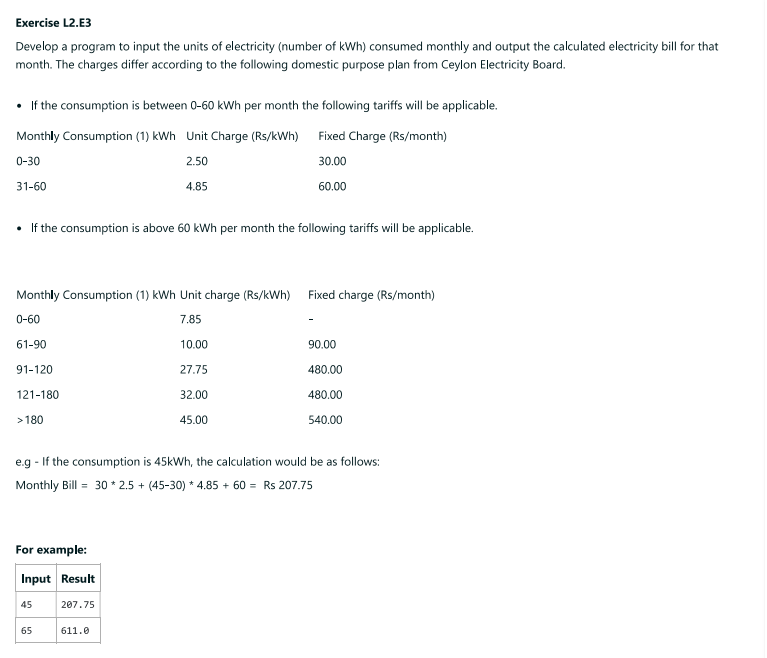 Exercise L2.E3
Develop a program to input the units of electricity (number of kWh) consumed monthly and output the calculated electricity bill for that
month. The charges differ according to the following domestic purpose plan from Ceylon Electricity Board.
• If the consumption is between 0-60 kWh per month the following tariffs will be applicable.
Monthly Consumption (1) kWh Unit Charge (Rs/kWh) Fixed Charge (Rs/month)
0-30 2.50 30.00
31-60 4.85 60.00
• If the consumption is above 60 kWh per month the following tariffs will be applicable.
Monthly Consumption (1) kWh Unit charge (Rs/kWh) Fixed charge (Rs/month)
0-60 7.85 -
61-90 10.00 90.00
91-120 27.75 480.00
121-180 32.00 480.00
>180 45.00 540.00
e.g - If the consumption is 45kWh, the calculation would be as follows:
Monthly Bill = 30 * 2.5 + (45-30) * 4.85 + 60 = Rs 207.75
For example:
Input Result
45 207.75
65 611.0